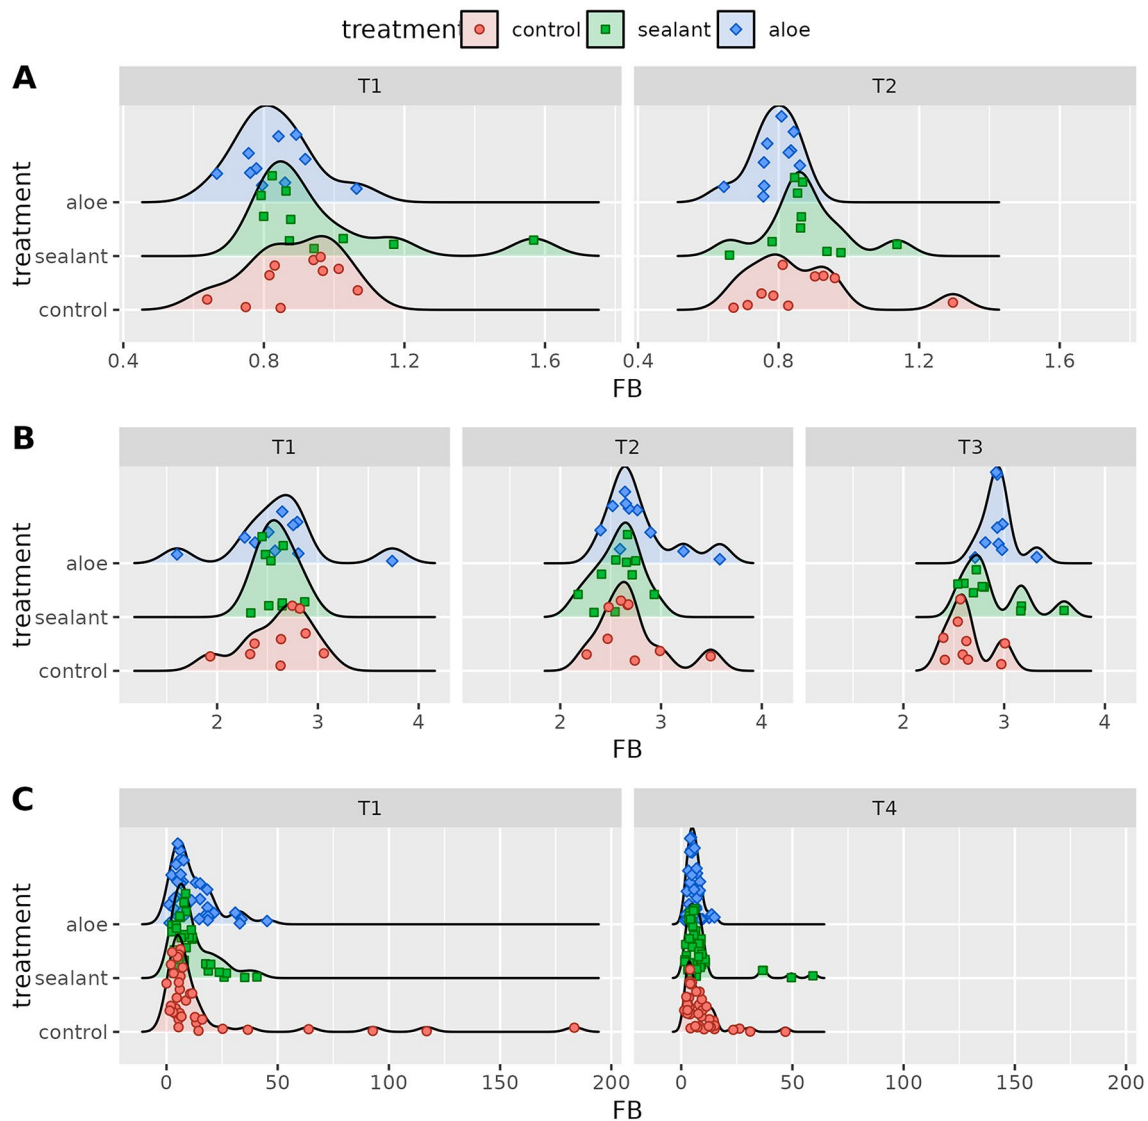 treatment control sealant aloe
A
T1 T2
treatment
aloe
sealant
control
0.4 0.8 1.2 1.6 0.4 0.8 1.2 1.6
FB
B
T1 T2 T3
treatment
aloe
sealant
control
2 3 4 2 3 4 2 3 4
FB
C
T1 T4
treatment
aloe
sealant
control
0 50 100 150 200 0 50 100 150 200
FB